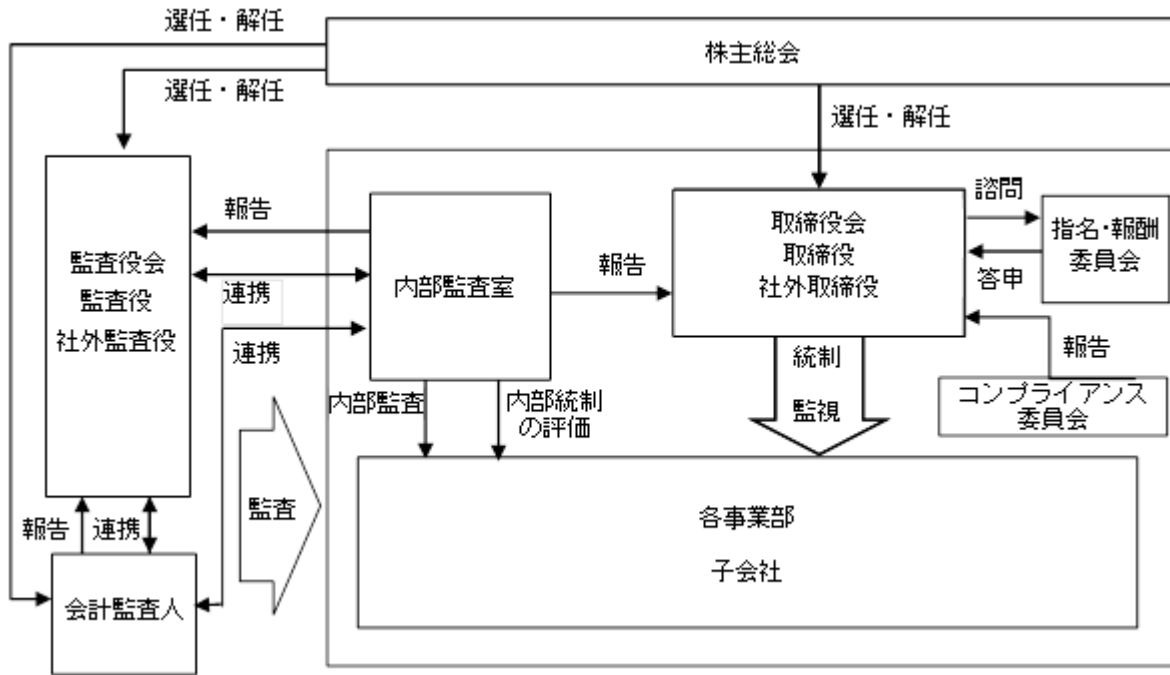 選任・解任
株主総会
選任・解任
選任・解任
諮問
報告
取締役会
指名・報酬
委員会
監査役会
取締役
監査役
内部監査室
報告
社外取締役
答申
社外監査役
連携
連携
統制
報告
内部監査
内部統制
の評価
監視
コンプライアンス
委員会
監査
各事業部
報告
連携
子会社
会計監査人